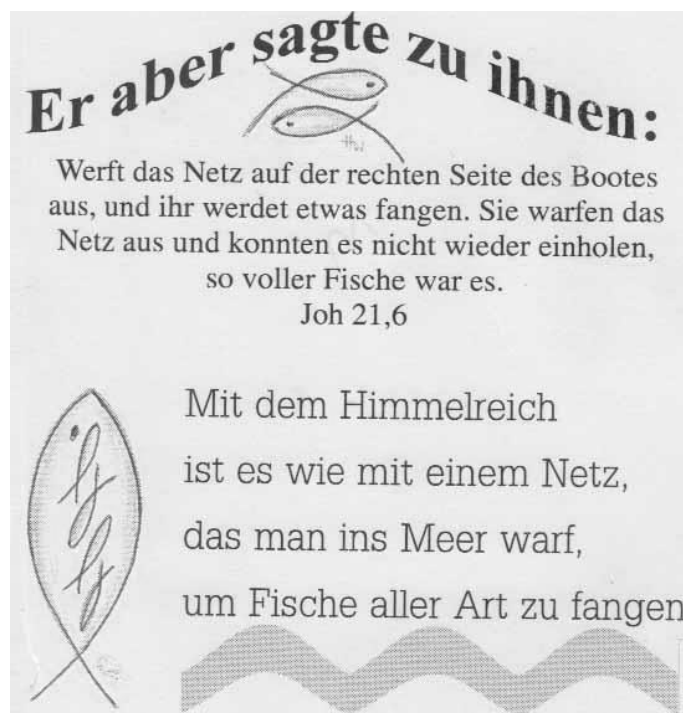 Er aber sagte zu ihnen:
Werft das Netz auf der rechten Seite des Bootes
aus, und ihr werdet etwas fangen. Sie warfen das
Netz aus und konnten es nicht wieder einholen,
so voller Fische war es.
Joh 21,6
Mit dem Himmelreich
ist es wie mit einem Netz,
das man ins Meer warf,
um Fische aller Art zu fangen